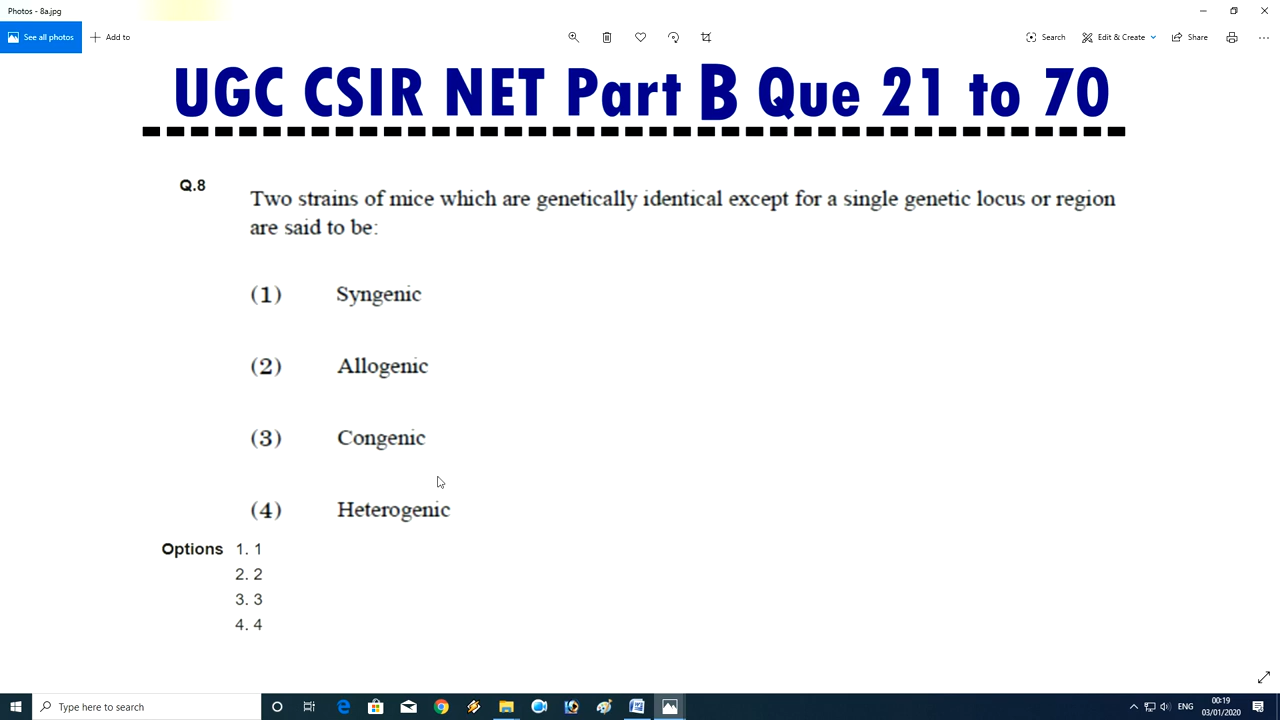 Photos - 8a.jpg
See all photos
Add to
Search
Edit & Create
Share
UGC CSIR NET Part B Que 21 to 70
Q.8
Two strains of mice which are genetically identical except for a single genetic locus or region
are said to be:
(1) Syngenic
(2) Allogenic
(3) Congenic
(4) Heterogenic
Options 1. 1
2. 2
3. 3
4. 4
Type here to search
ENG
00:19
03/01/2020